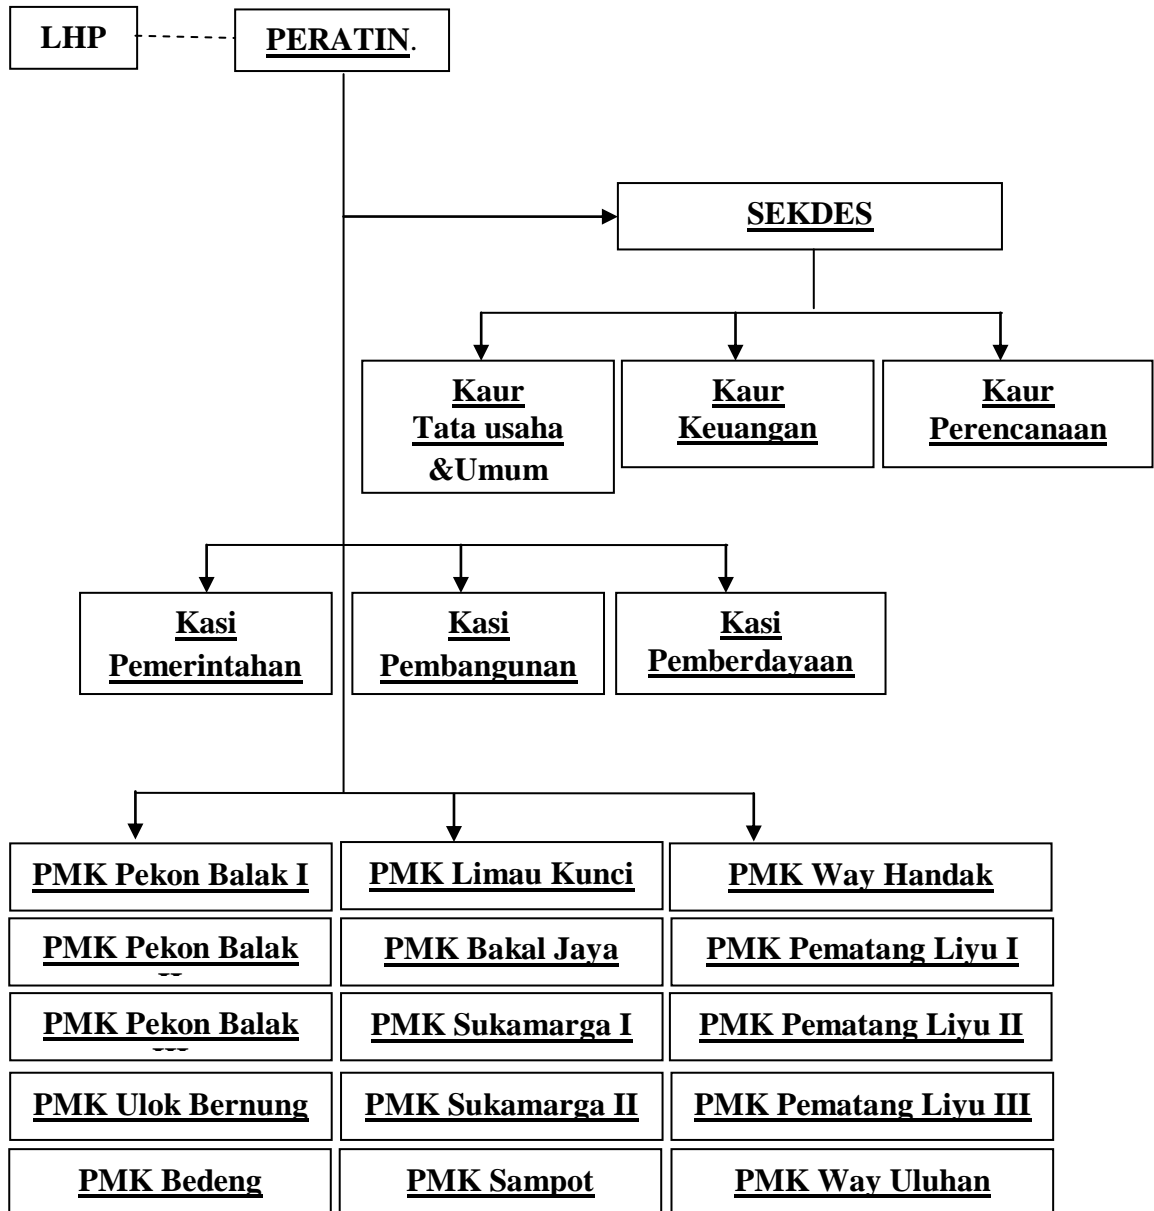 LHP
PERATIN.
SEKDES
Kaur
Tata usaha
&Umum
Kaur
Keuangan
Kaur
Perencanaan
Kasi
Pemerintahan
Kasi
Pembangunan
Kasi
Pemberdayaan
PMK Pekon Balak I
PMK Limau Kunci
PMK Way Handak
PMK Pekon Balak
PMK Bakal Jaya
PMK Pematang Liyu I
PMK Pekon Balak
PMK Sukamarga I
PMK Pematang Liyu II
PMK Ulok Bernung
PMK Sukamarga II
PMK Pematang Liyu III
PMK Bedeng
PMK Sampot
PMK Way Uluhan